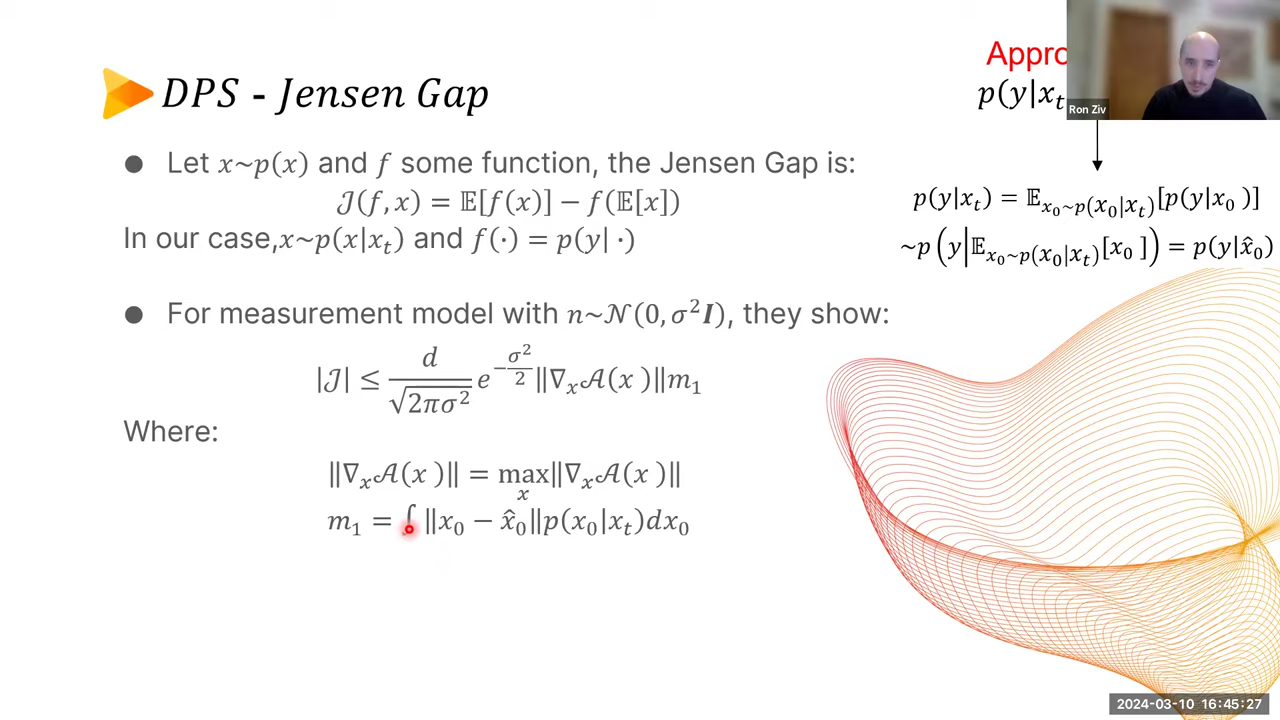 DPS - Jensen Gap
Appro
p(y|x_t
Ron Ziv
● Let x~p(x) and f some function, the Jensen Gap is:
𝒥(f, x) = 𝔼[f(x)] − f(𝔼[x])
In our case,x~p(x|x_t) and f(·) = p(y| ·)
p(y|x_t) = 𝔼_{x_0~p(x_0|x_t)}[p(y|x_0 )]
~p(y|𝔼_{x_0~p(x_0|x_t)}[x_0 ]) = p(y|x̂_0)
● For measurement model with n~𝒩(0, σ²𝑰), they show:
|𝒥| ≤ d/√(2πσ²) e^{−σ²/2} ‖∇_x𝒜(x )‖m_1
Where:
‖∇_x𝒜(x )‖ = max_x‖∇_x𝒜(x )‖
m_1 = ∫ ‖x_0 − x̂_0‖p(x_0|x_t)dx_0
2024-03-10 16:45:27